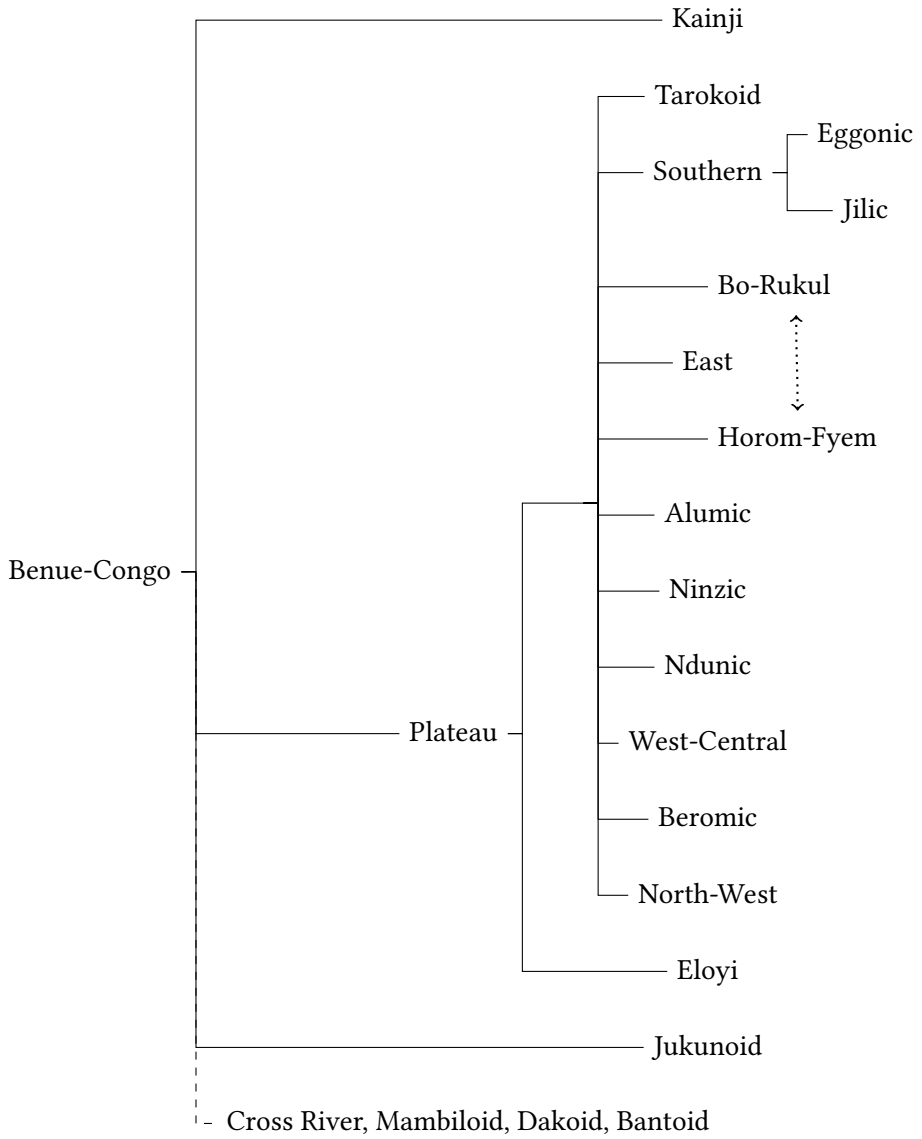 Kainji
Tarokoid
Eggonic
Southern
Jilic
Bo-Rukul
East
Horom-Fyem
Alumic
Benue-Congo
Ninzic
Ndunic
Plateau
West-Central
Beromic
North-West
Eloyi
Jukunoid
Cross River, Mambiloid, Dakoid, Bantoid